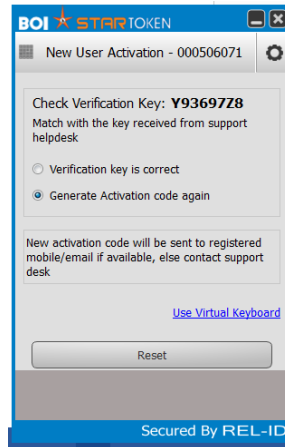 BOI STAR TOKEN
New User Activation - 000506071
Check Verification Key: Y93697Z8
Match with the key received from support
helpdesk
Verification key is correct
Generate Activation code again
New activation code will be sent to registered
mobile/email if available, else contact support
desk
Use Virtual Keyboard
Reset
Secured By REL-ID